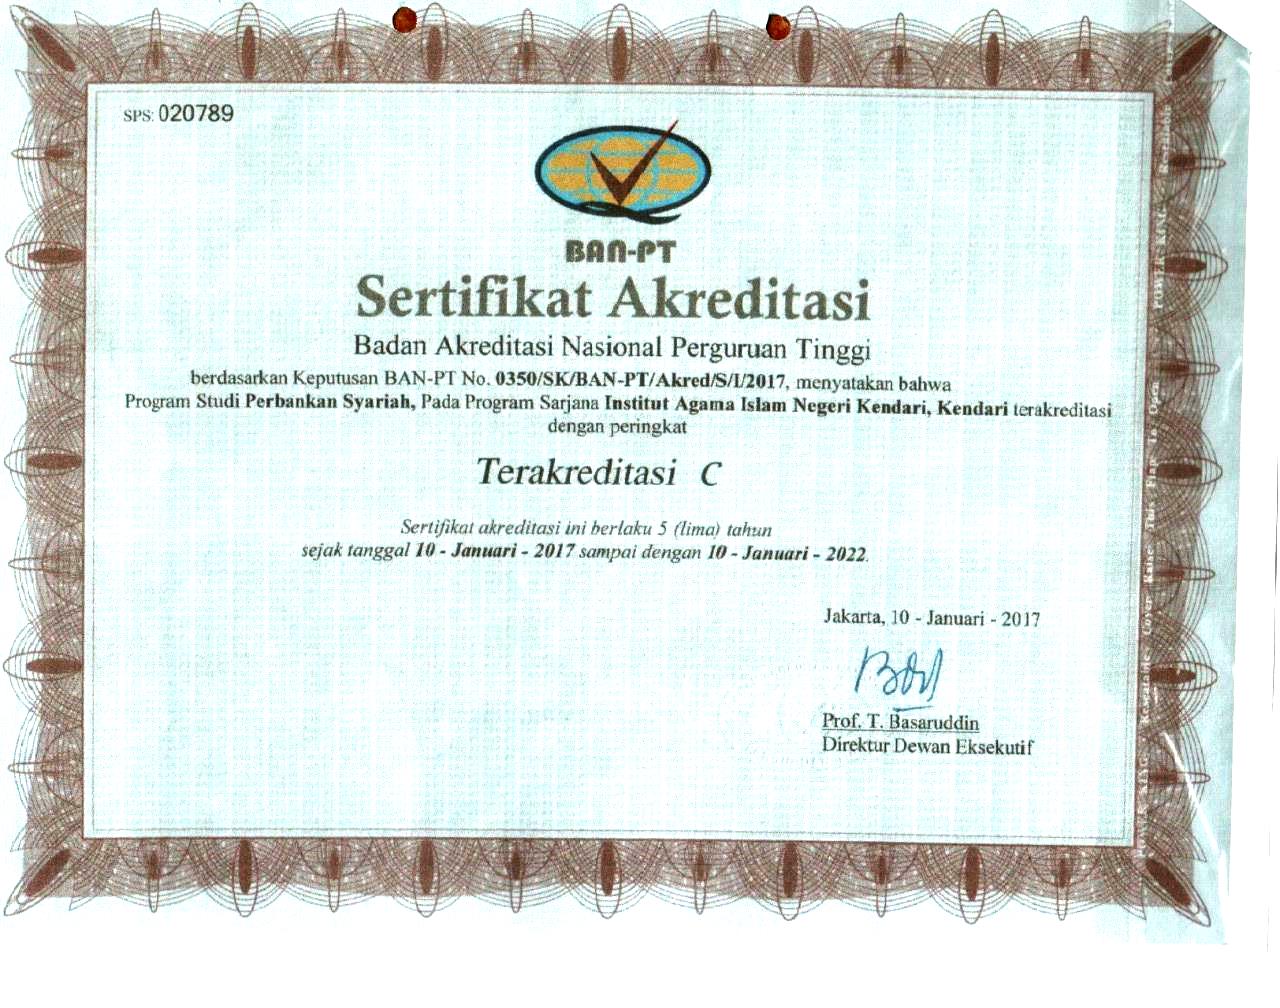 SPS: 020789
BAN-PT
Sertifikat Akreditasi
Badan Akreditasi Nasional Perguruan Tinggi
berdasarkan Keputusan BAN-PT No. 0350/SK/BAN-PT/Akred/S/I/2017, menyatakan bahwa
Program Studi Perbankan Syariah, Pada Program Sarjana Institut Agama Islam Negeri Kendari, Kendari terakreditasi
dengan peringkat
Terakreditasi C
Sertifikat akreditasi ini berlaku 5 (lima) tahun
sejak tanggal 10 - Januari - 2017 sampai dengan 10 - Januari - 2022.
Jakarta, 10 - Januari - 2017
Prof. T. Basaruddin
Direktur Dewan Eksekutif